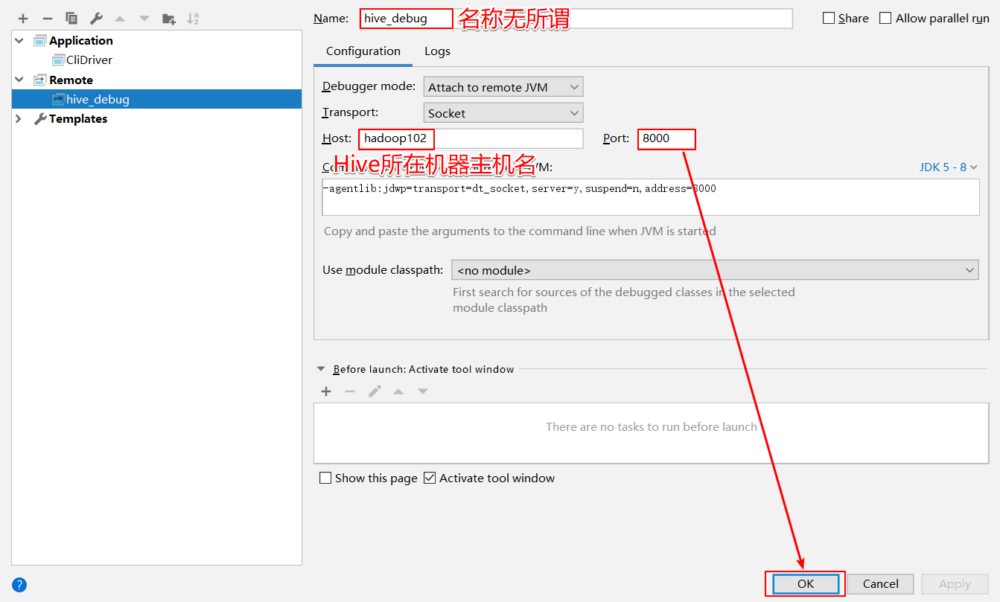 Name: hive_debug 名称无所谓 Share Allow parallel run
Application
CliDriver
Remote
hive_debug
Templates
Configuration Logs
Debugger mode: Attach to remote JVM
Transport: Socket
Host: hadoop102 Port: 8000
Hive所在机器主机名
VM: JDK 5 - 8
-agentlib:jdwp=transport=dt_socket,server=y,suspend=n,address=8000
Copy and paste the arguments to the command line when JVM is started
Use module classpath: <no module>
First search for sources of the debugged classes in the selected
module classpath
Before launch: Activate tool window
There are no tasks to run before launch
Show this page Activate tool window
? OK Cancel Apply